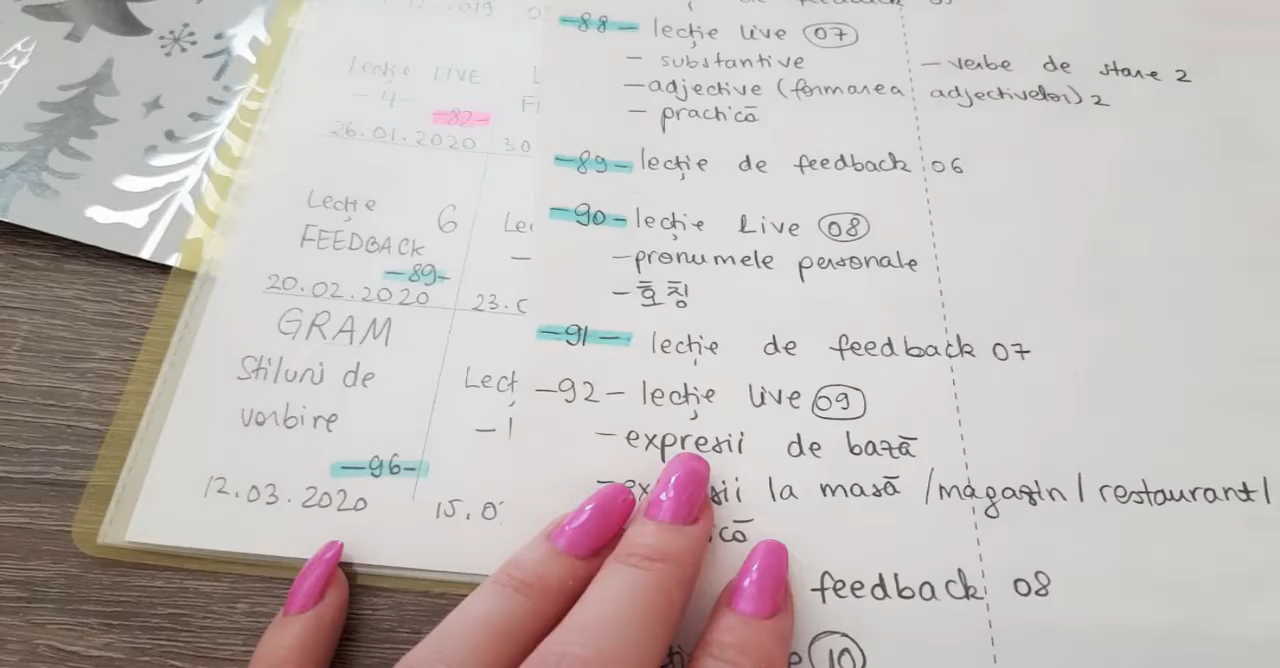 Lecție LIVE
-4-
-82-
26.01.2020
30
Lecție
FEEDBACK
6
-89-
20.02.2020
23.
GRAM
Stiluri de
vorbire
-96-
12.03.2020
Lecț
15.0
-88- lecție live 07
- substantive
- verbe de stare 2
- adjective (formarea adjectivelor) 2
- practică
-89- lecție de feedback 06
-90- lecție live 08
- pronumele personale
- 호칭
-91- lecție de feedback 07
-92- lecție live 09
- expresii de bază
la masă / magazin / restaurant /
feedback 08
10